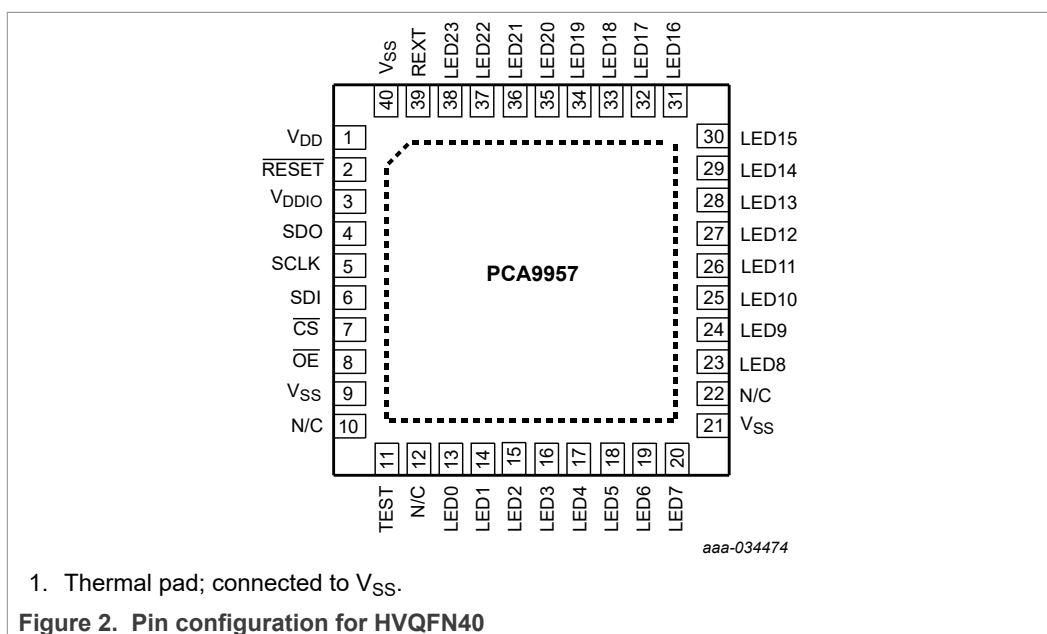 VSS
REXT
LED23
LED22
LED21
LED20
LED19
LED18
LED17
LED16
40
39
38
37
36
35
34
33
32
31
VDD 1
RESET 2
VDDIO 3
SDO 4
SCLK 5
SDI 6
CS 7
OE 8
VSS 9
N/C 10
PCA9957
30 LED15
29 LED14
28 LED13
27 LED12
26 LED11
25 LED10
24 LED9
23 LED8
22 N/C
21 VSS
11
12
13
14
15
16
17
18
19
20
TEST
N/C
LED0
LED1
LED2
LED3
LED4
LED5
LED6
LED7
aaa-034474
1. Thermal pad; connected to VSS.
Figure 2. Pin configuration for HVQFN40